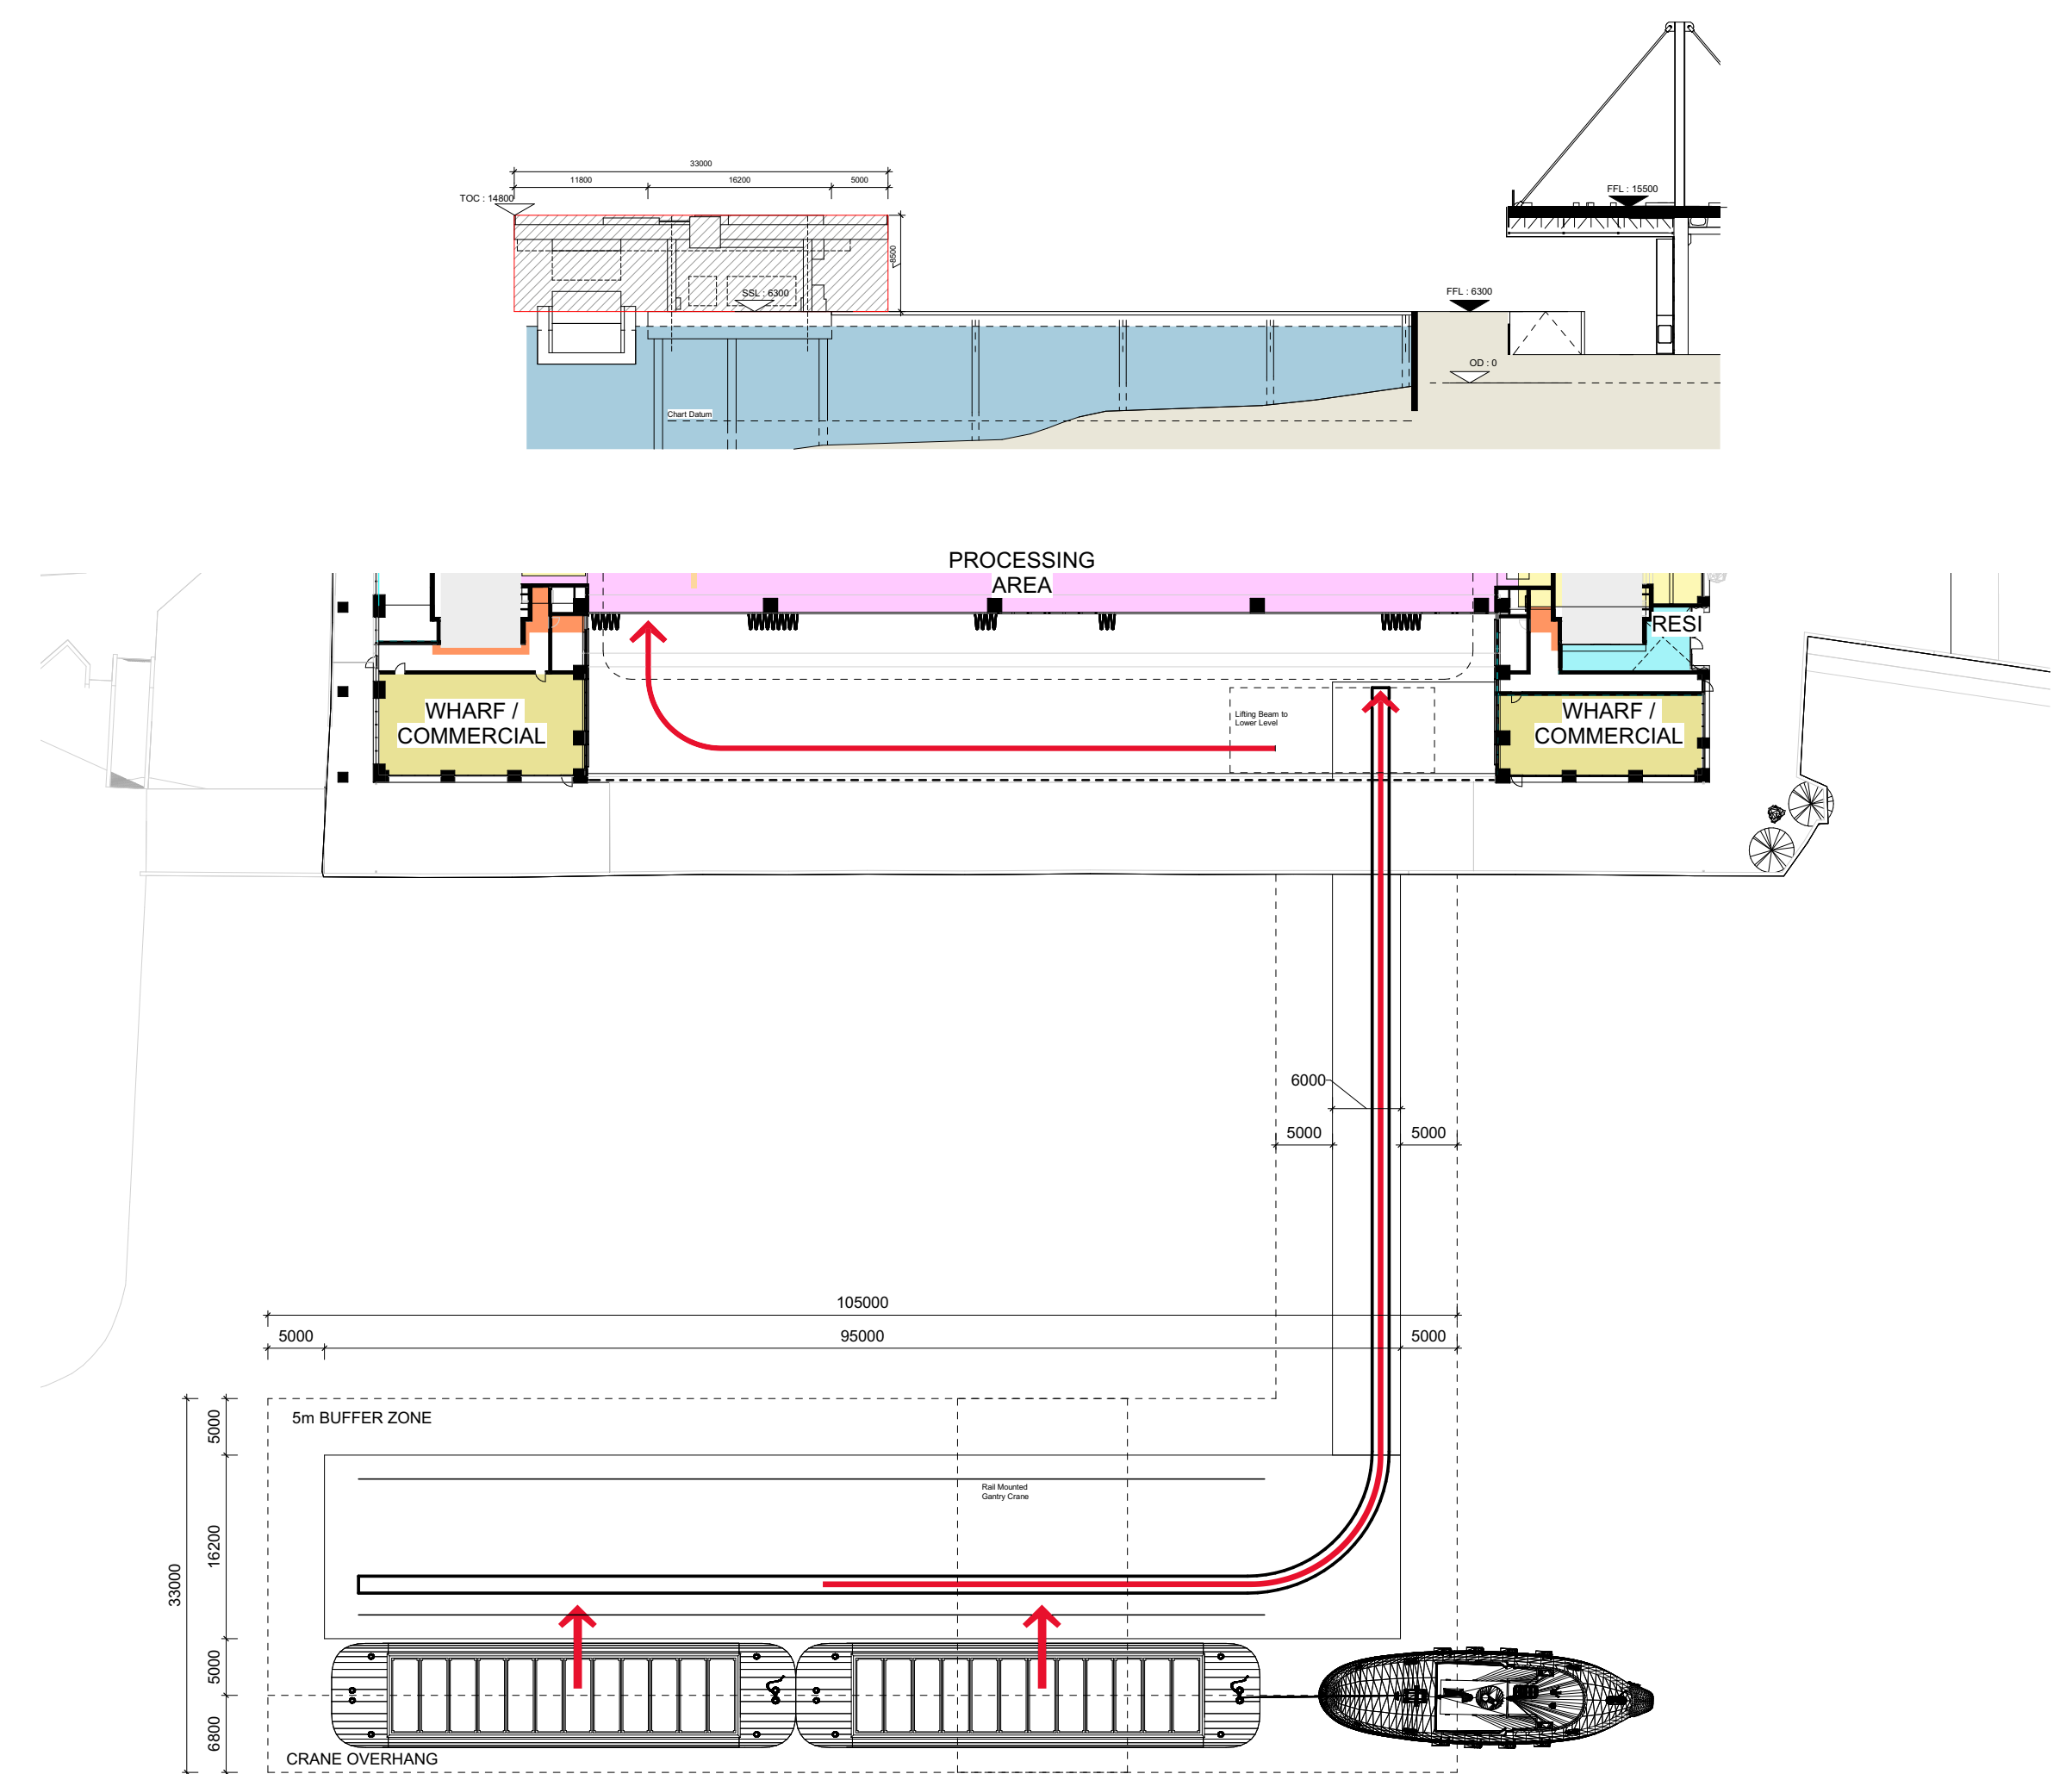 33000
11800
16200
5000
TOC : 14800
8500
SSL : 6300
Chart Datum
FFL : 15500
FFL : 6300
OD : 0
PROCESSING
AREA
RESI
WHARF /
COMMERCIAL
Lifting Beam to
Lower Level
WHARF /
COMMERCIAL
6000
5000
5000
105000
5000
95000
5000
5m BUFFER ZONE
Rail Mounted
Gantry Crane
33000
5000
16200
5000
6800
CRANE OVERHANG